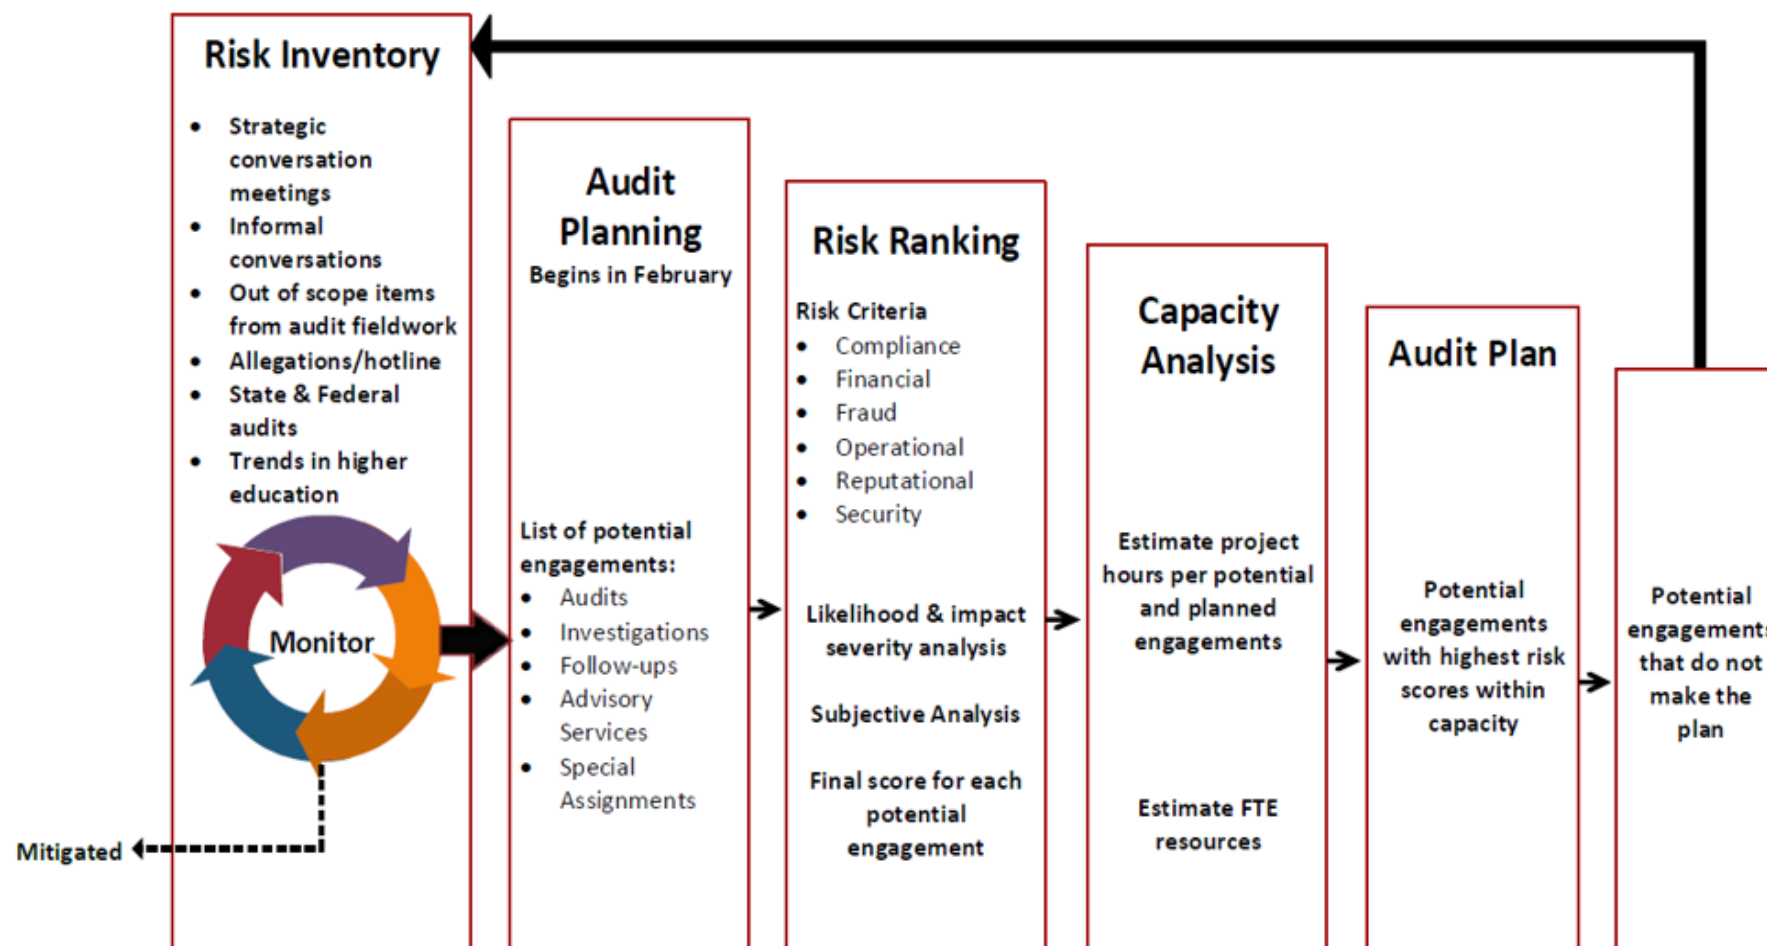 Risk Inventory
• Strategic
conversation
meetings
• Informal
conversations
• Out of scope items
from audit fieldwork
• Allegations/hotline
• State & Federal
audits
• Trends in higher
education
Monitor
Mitigated
Audit
Planning
Begins in February
List of potential
engagements:
• Audits
• Investigations
• Follow-ups
• Advisory
Services
• Special
Assignments
Risk Ranking
Risk Criteria
• Compliance
• Financial
• Fraud
• Operational
• Reputational
• Security
Likelihood & impact
severity analysis
Subjective Analysis
Final score for each
potential
engagement
Capacity
Analysis
Estimate project
hours per potential
and planned
engagements
Estimate FTE
resources
Audit Plan
Potential
engagements
with highest risk
scores within
capacity
Potential
engagements
that do not
make the
plan